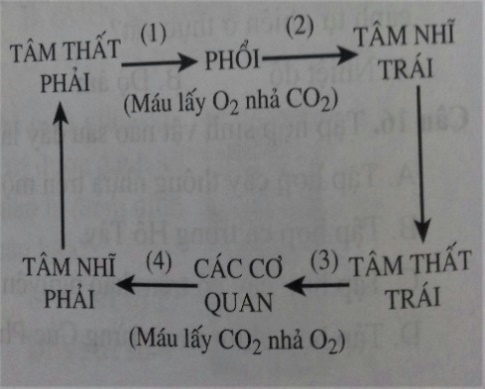 TÂM THẤT PHẢI
(1)
PHỔI
(2)
TÂM NHĨ TRÁI
(Máu lấy O₂ nhả CO₂)
TÂM NHĨ PHẢI
(4)
CÁC CƠ QUAN
(3)
TÂM THẤT TRÁI
(Máu lấy CO₂ nhả O₂)